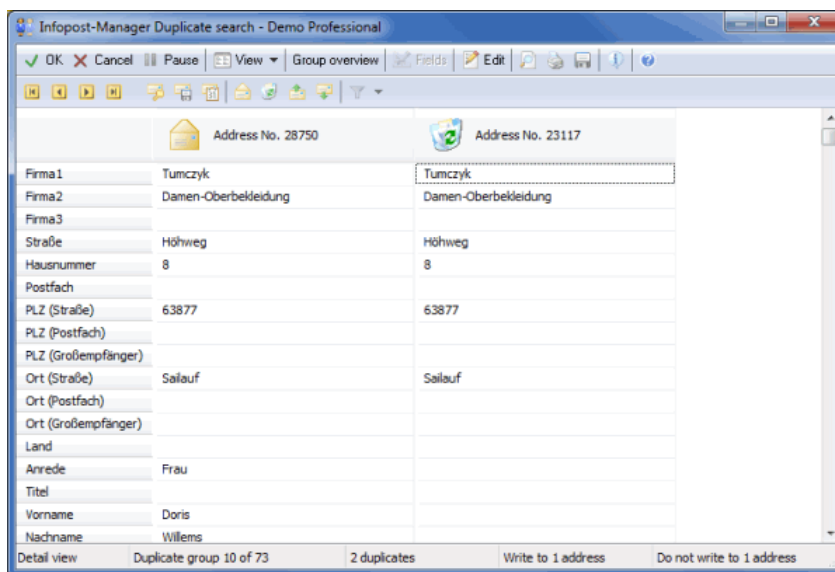 Infopost-Manager Duplicate search - Demo Professional
OK Cancel Pause View Group overview Fields Edit
Address No. 28750 Address No. 23117
Firma1 Tumczyk Tumczyk
Firma2 Damen-Oberbekleidung Damen-Oberbekleidung
Firma3
Straße Höhweg Höhweg
Hausnummer 8 8
Postfach
PLZ (Straße) 63877 63877
PLZ (Postfach)
PLZ (Großempfänger)
Ort (Straße) Sailauf Sailauf
Ort (Postfach)
Ort (Großempfänger)
Land
Anrede Frau
Titel
Vorname Doris
Nachname Willems
Detail view Duplicate group 10 of 73 2 duplicates Write to 1 address Do not write to 1 address